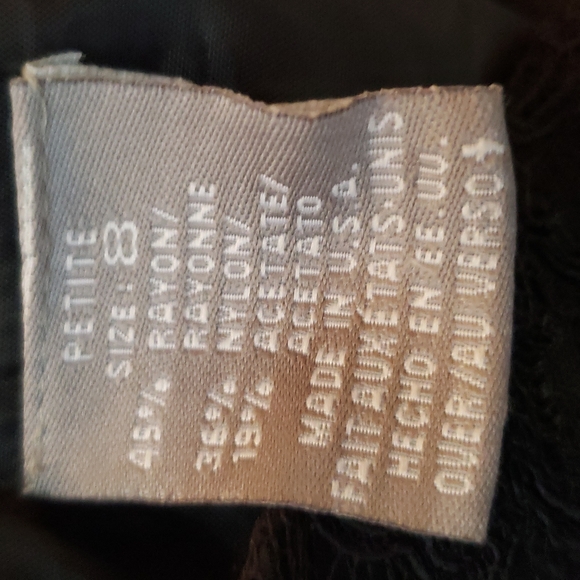 PETITE
SIZE: 8
45% RAYON/
RAYONNE
36% NYLON/
19% ACETATE/
ACETATO
MADE IN U.S.A.
FAIT AUX ÉTATS-UNIS
HECHO EN EE.UU.
OVER/AU VERSO